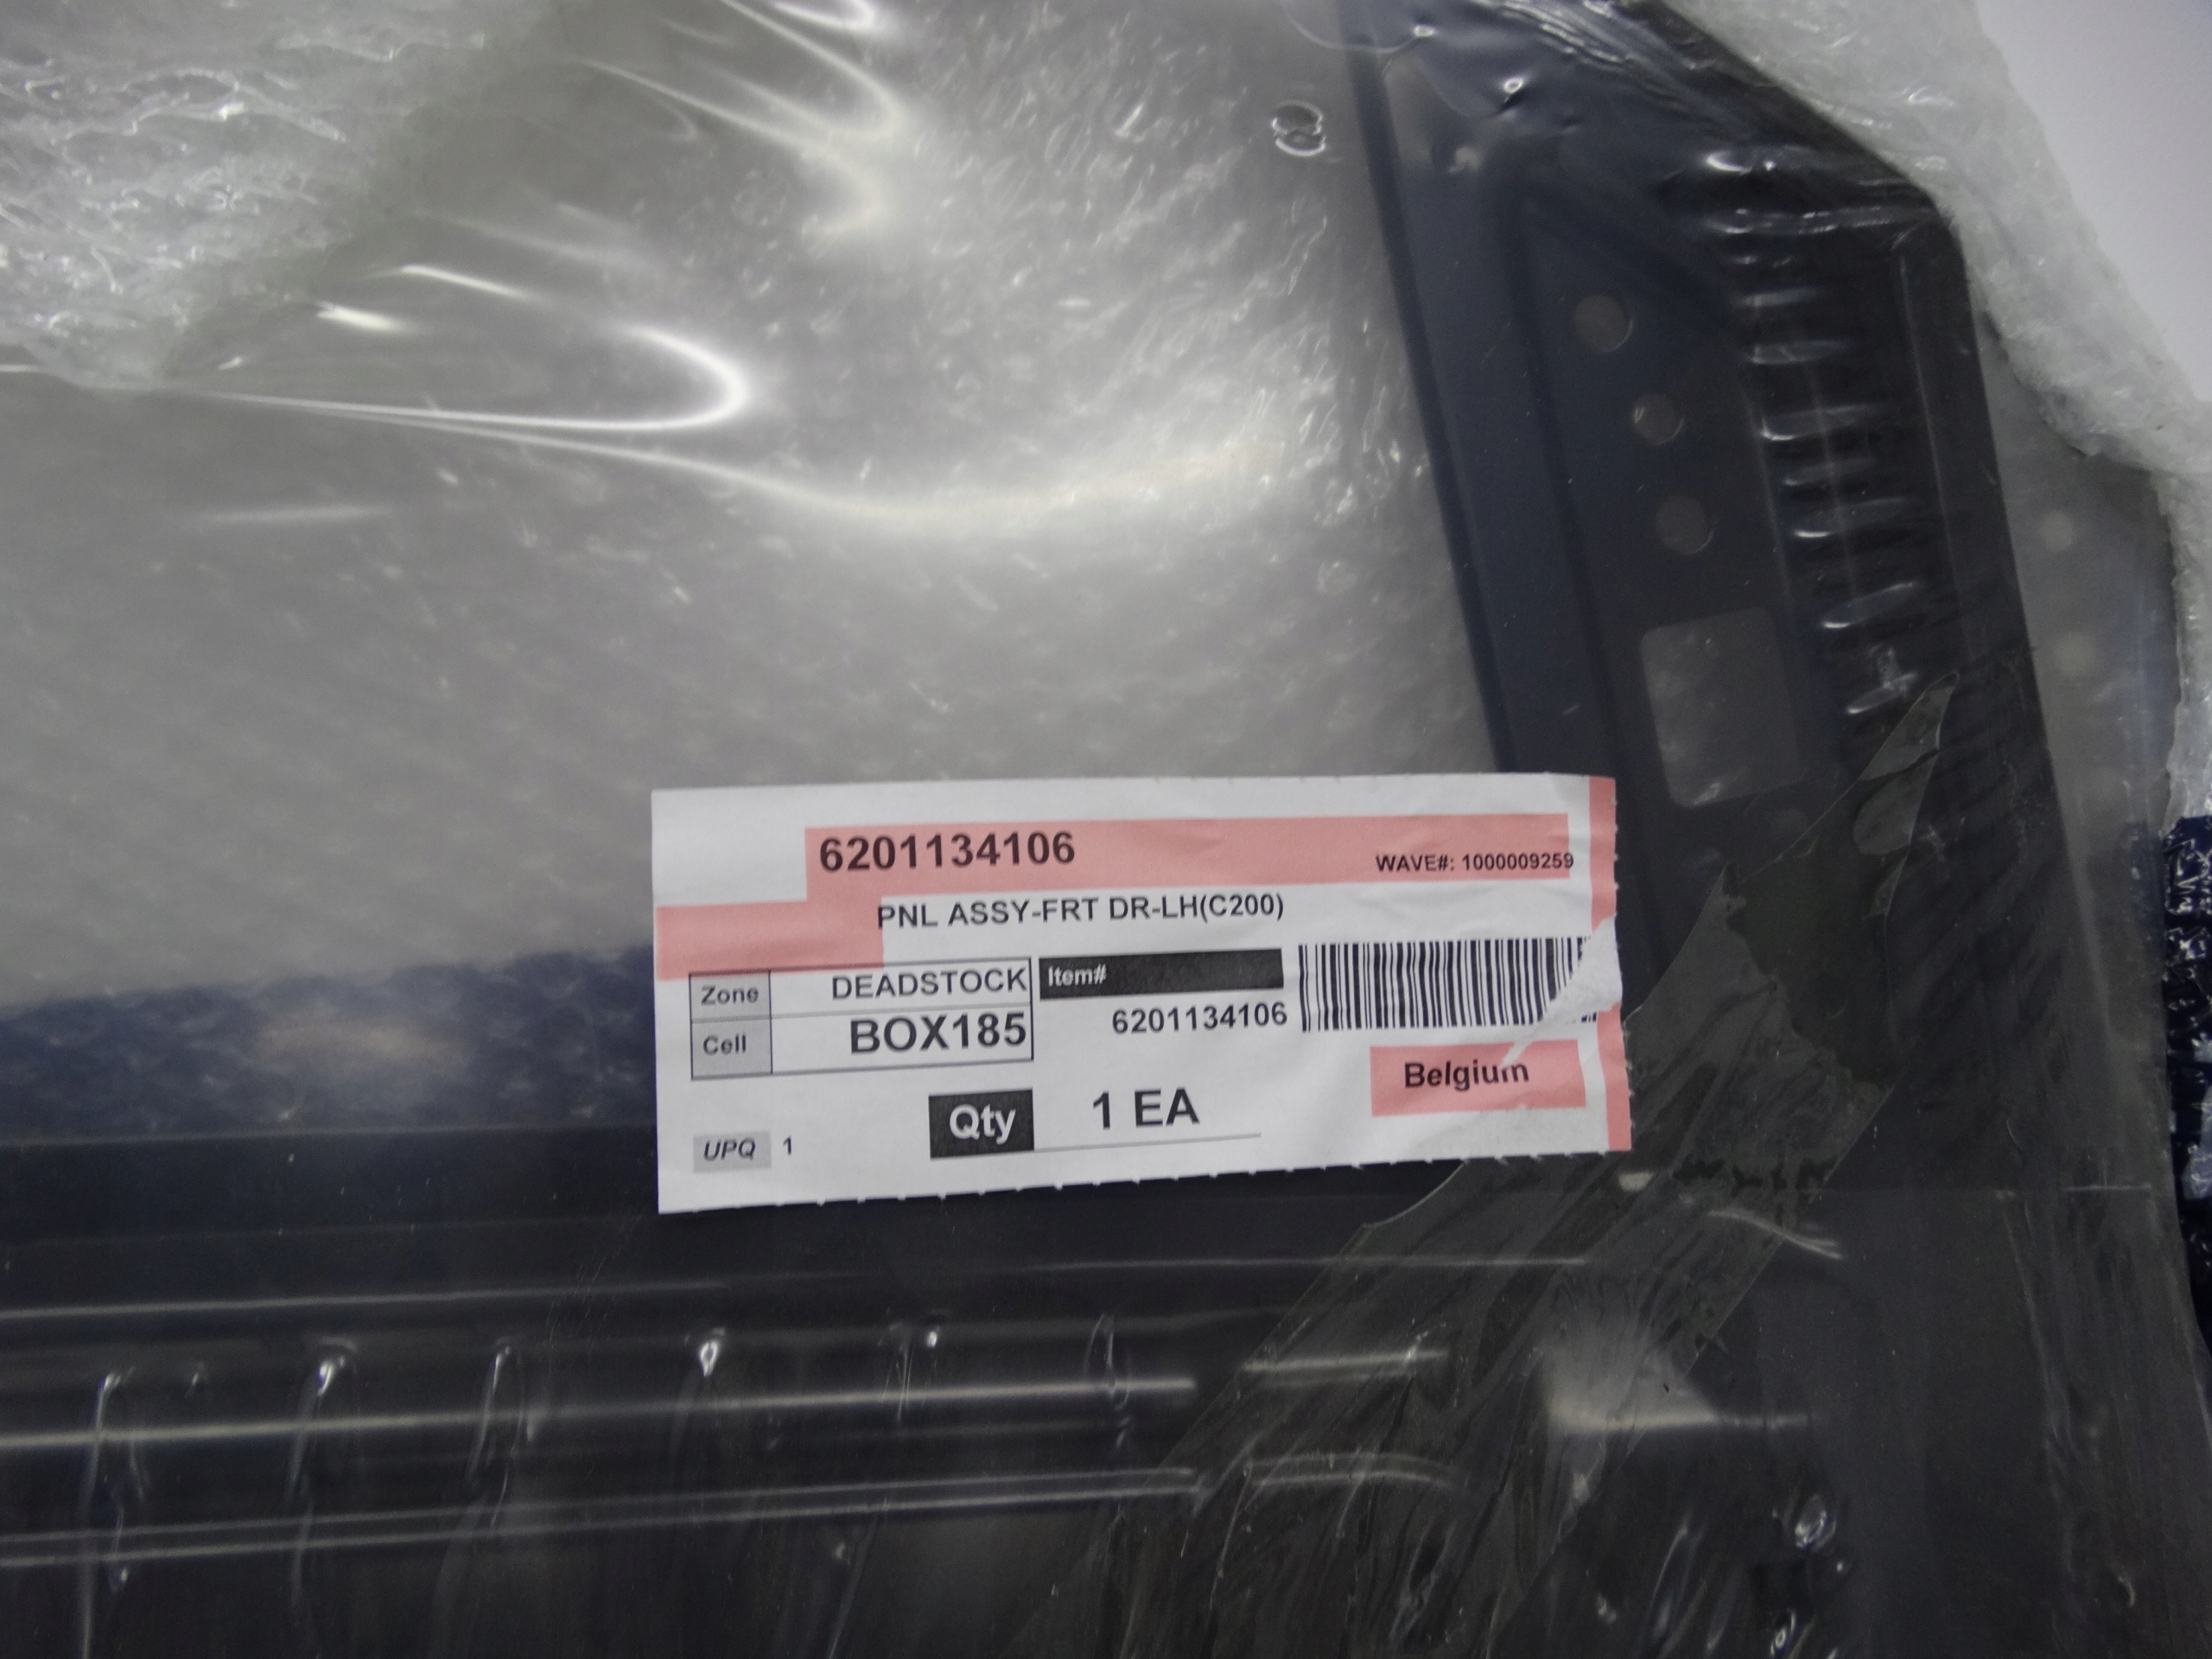 6201134106
WAVE#: 1000009259
PNL ASSY-FRT DR-LH(C200)
Zone DEADSTOCK
Item#
Cell BOX185
6201134106
Belgium
Qty 1 EA
UPQ 1